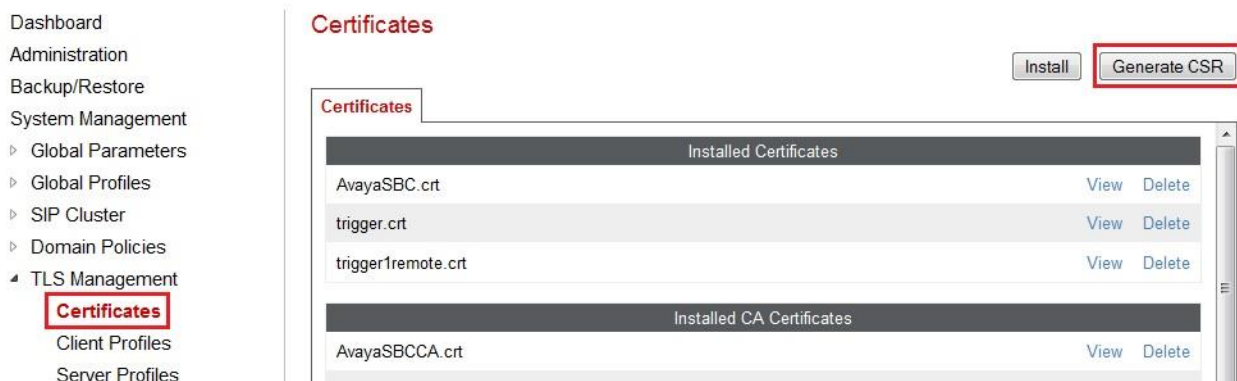 Dashboard
Administration
Backup/Restore
System Management
Global Parameters
Global Profiles
SIP Cluster
Domain Policies
TLS Management
Certificates
Client Profiles
Server Profiles
Certificates
Install Generate CSR
Certificates
Installed Certificates
AvayaSBC.crt View Delete
trigger.crt View Delete
trigger1remote.crt View Delete
Installed CA Certificates
AvayaSBCCA.crt View Delete